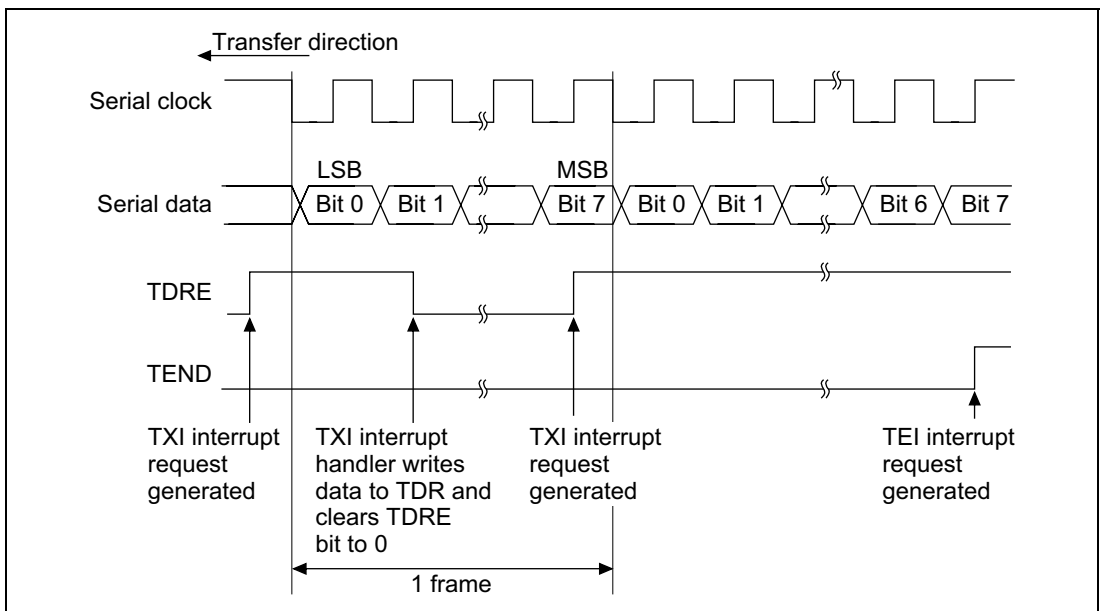 Transfer direction
Serial clock
LSB
MSB
Serial data
Bit 0
Bit 1
Bit 7
Bit 0
Bit 1
Bit 6
Bit 7
TDRE
TEND
TXI interrupt
request
generated
TXI interrupt
handler writes
data to TDR and
clears TDRE
bit to 0
TXI interrupt
request
generated
TEI interrupt
request
generated
1 frame